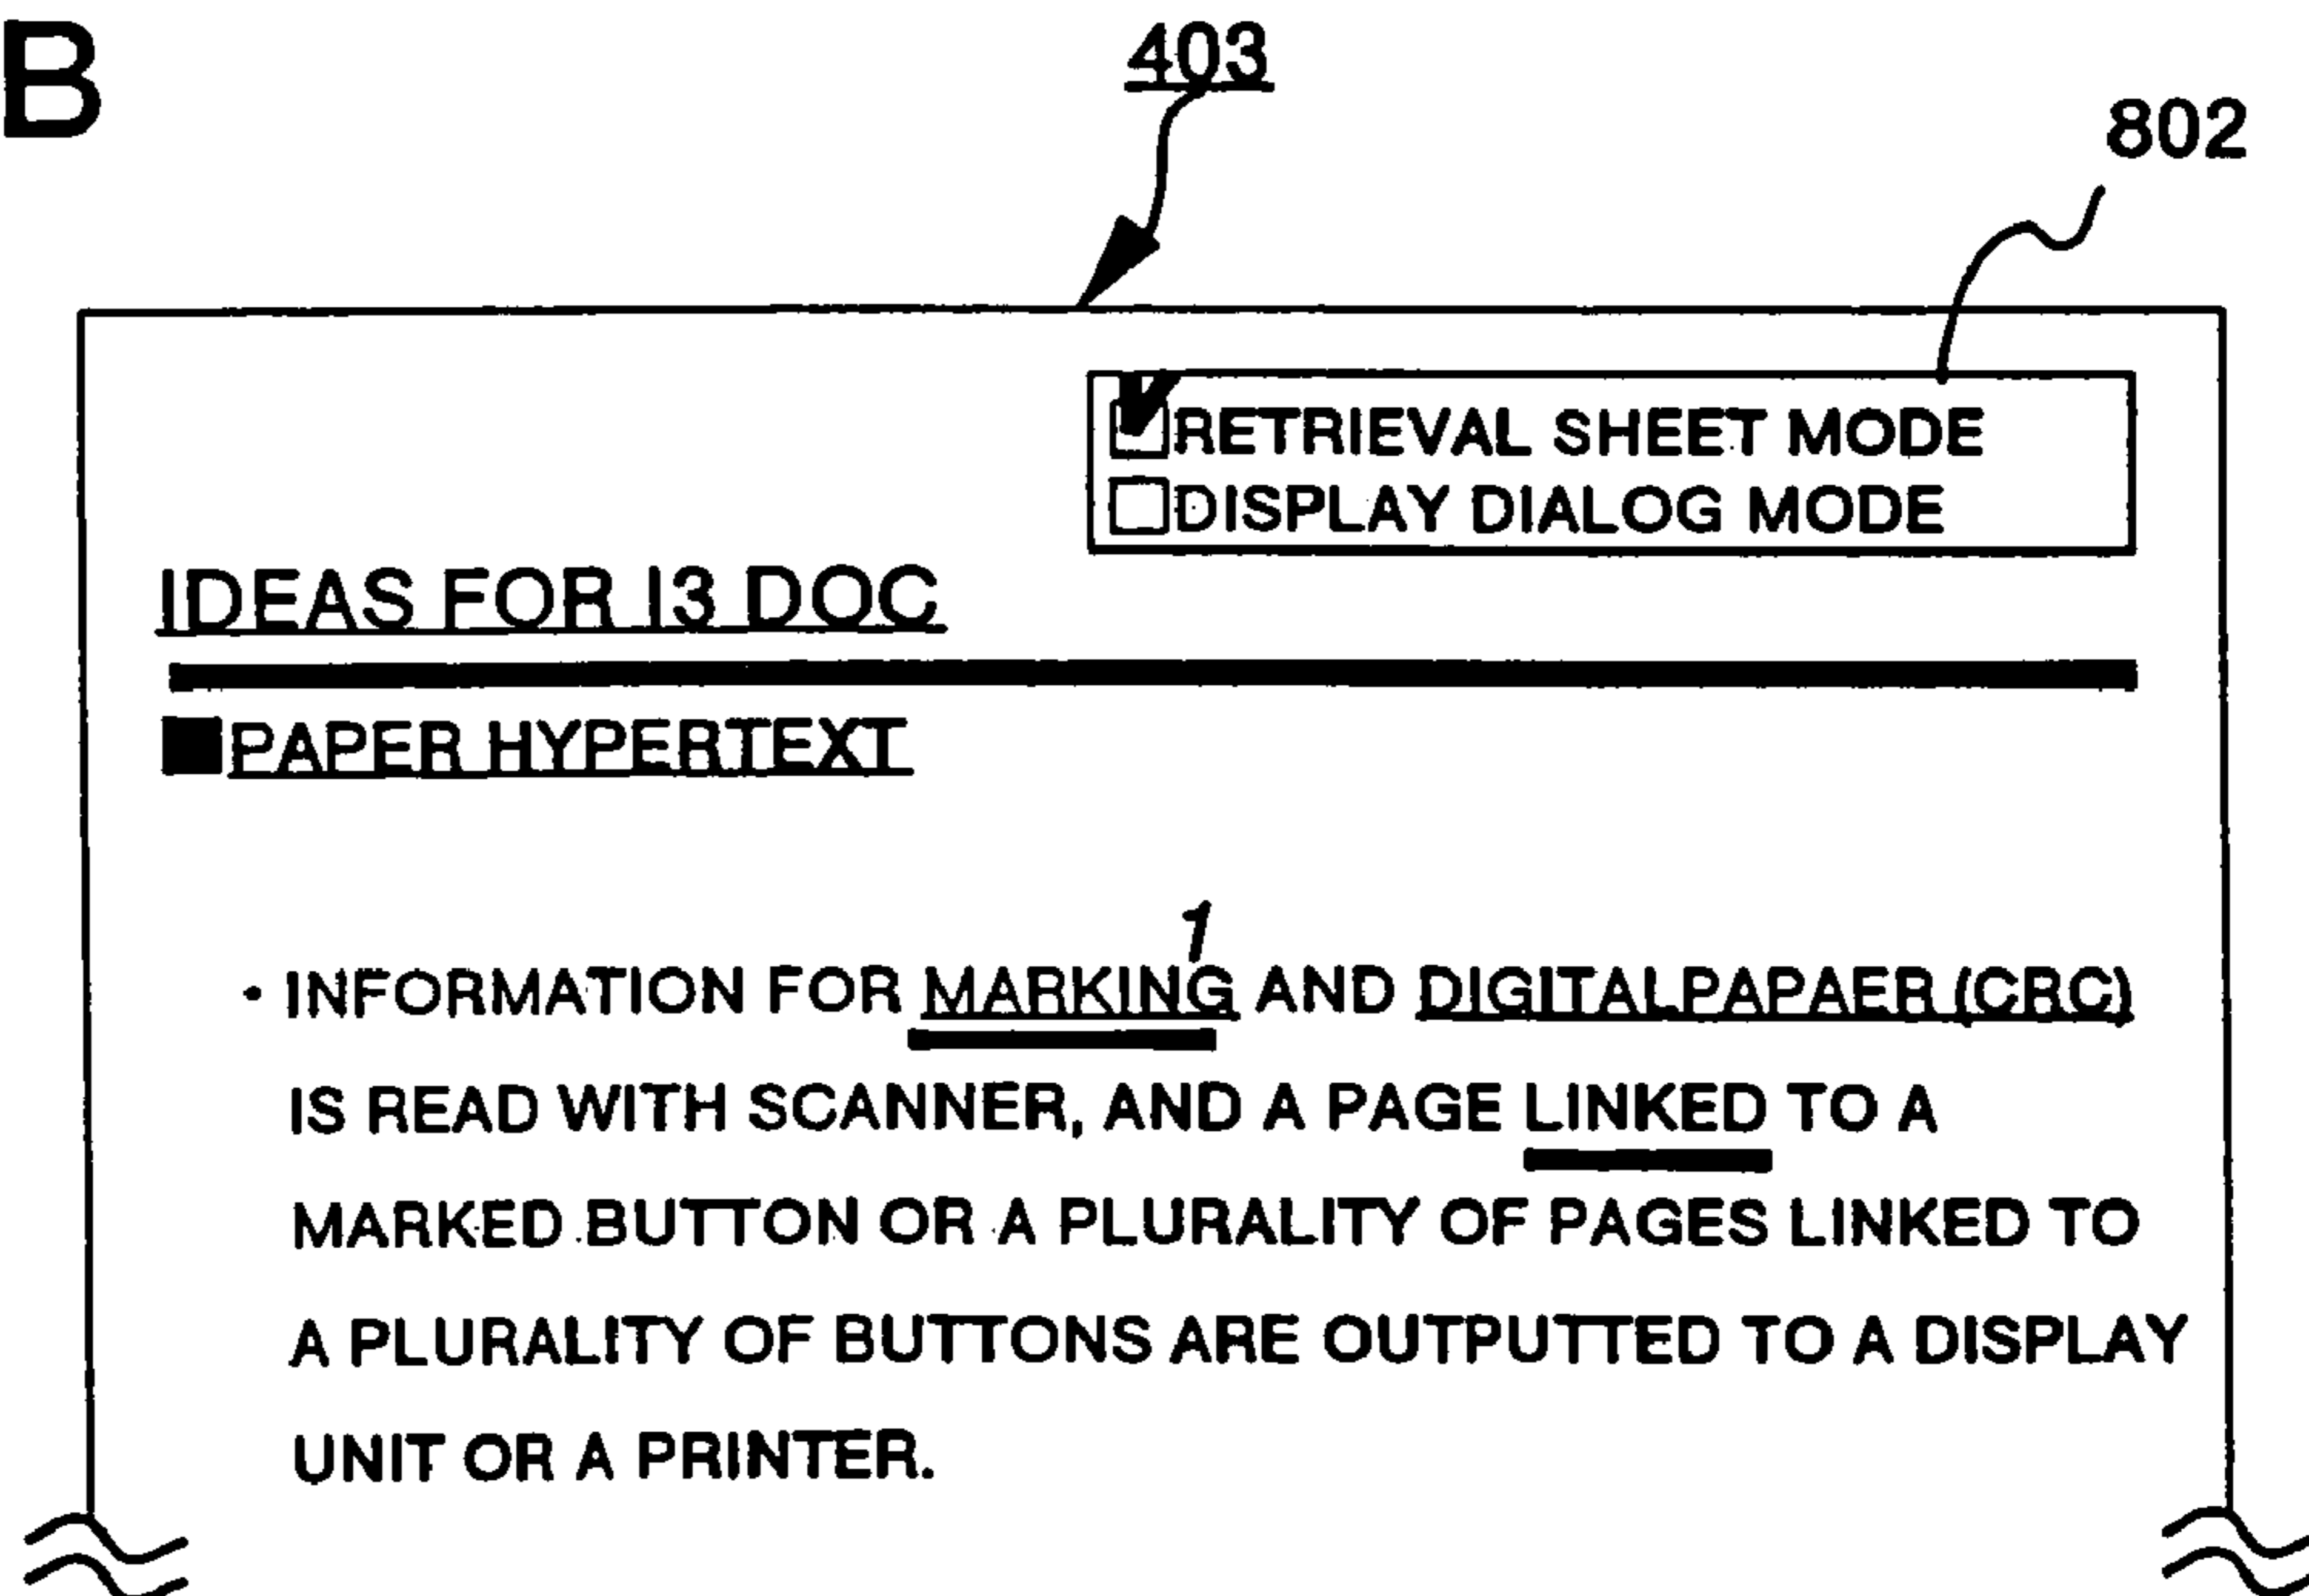 B
403
802
RETRIEVAL SHEET MODE
DISPLAY DIALOG MODE
IDEAS FOR I3 DOC
PAPER HYPERTEXT
1
· INFORMATION FOR MARKING AND DIGITALPAPAER (CRC)
IS READ WITH SCANNER, AND A PAGE LINKED TO A
MARKED BUTTON OR A PLURALITY OF PAGES LINKED TO
A PLURALITY OF BUTTONS ARE OUTPUTTED TO A DISPLAY
UNIT OR A PRINTER.